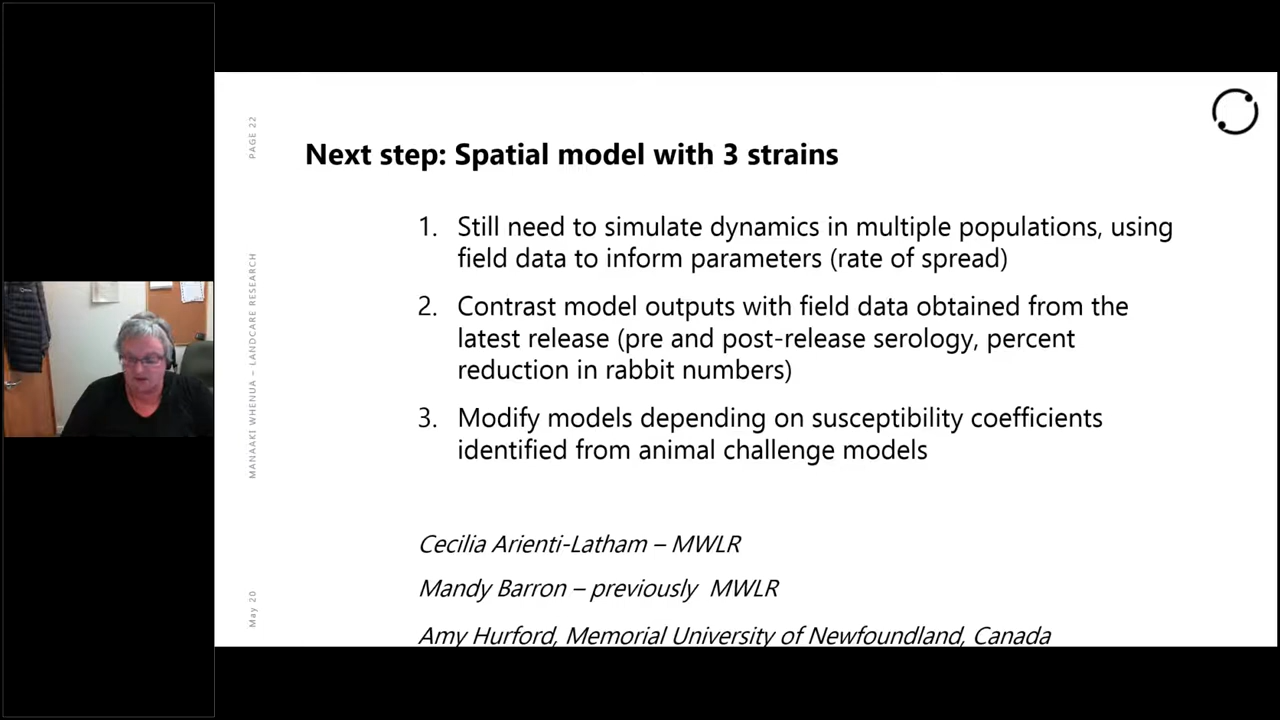 PAGE 22
Next step: Spatial model with 3 strains
1. Still need to simulate dynamics in multiple populations, using
field data to inform parameters (rate of spread)
2. Contrast model outputs with field data obtained from the
latest release (pre and post-release serology, percent
reduction in rabbit numbers)
3. Modify models depending on susceptibility coefficients
identified from animal challenge models
MANAAKI WHENUA – LANDCARE RESEARCH
Cecilia Arienti-Latham – MWLR
Mandy Barron – previously MWLR
Amy Hurford, Memorial University of Newfoundland, Canada
May 20